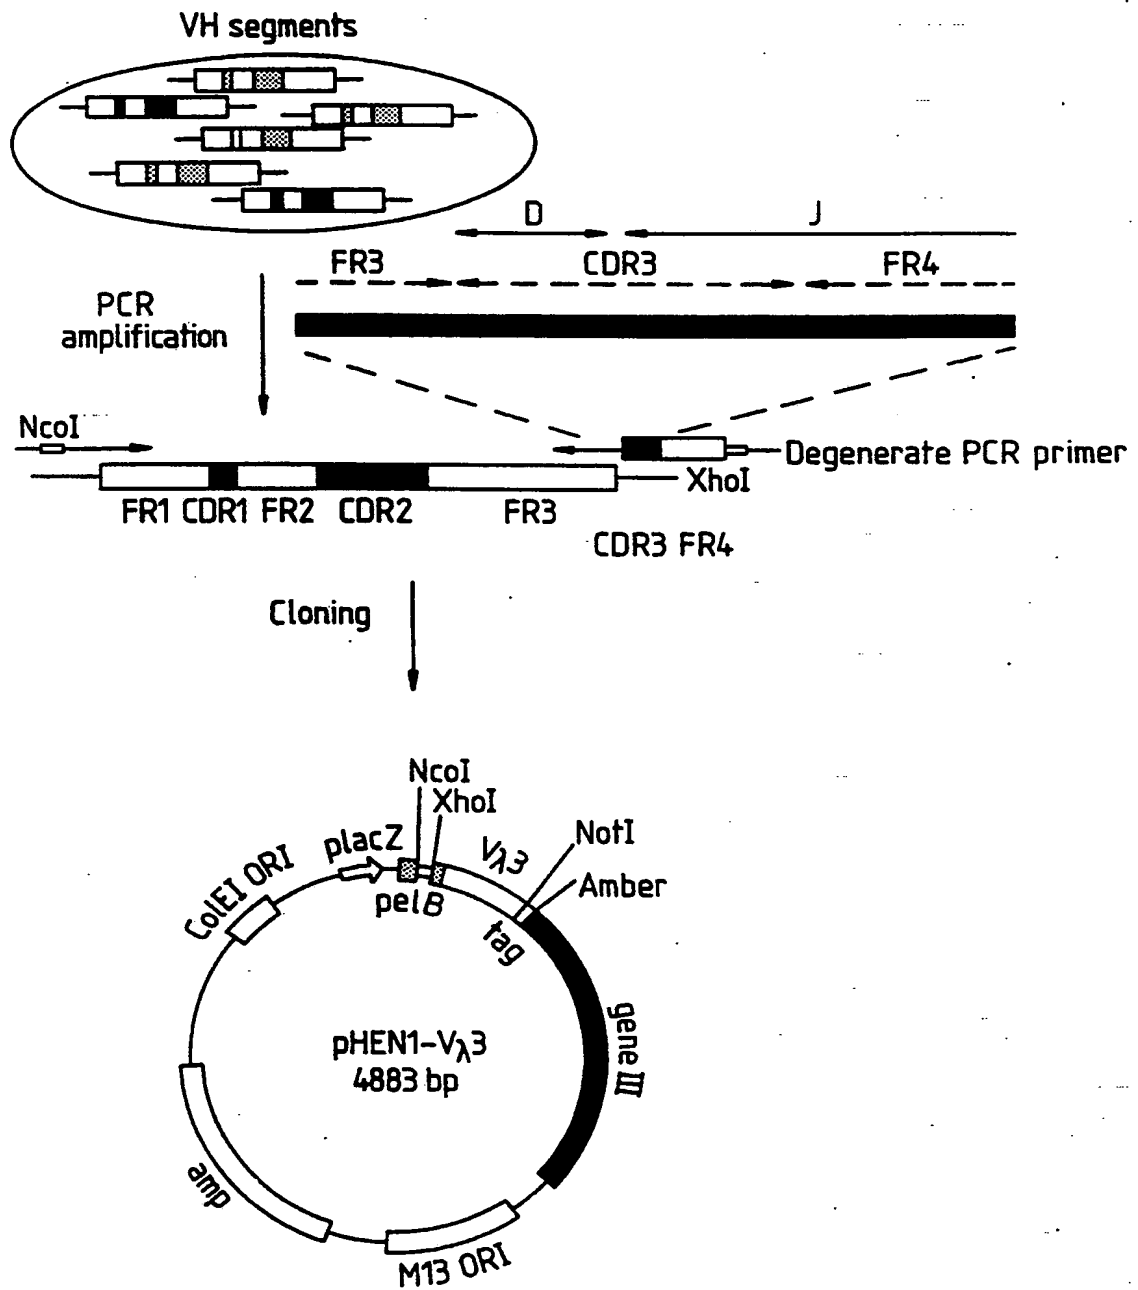 VH segments
D
J
FR3
CDR3
FR4
PCR
amplification
NcoI
Degenerate PCR primer
XhoI
FR1 CDR1 FR2 CDR2 FR3
CDR3 FR4
Cloning
NcoI
XhoI
placZ
Vλ3
NotI
Amber
ColEI ORI
pelB
tag
gene III
pHEN1-Vλ3
4883 bp
amp
M13 ORI